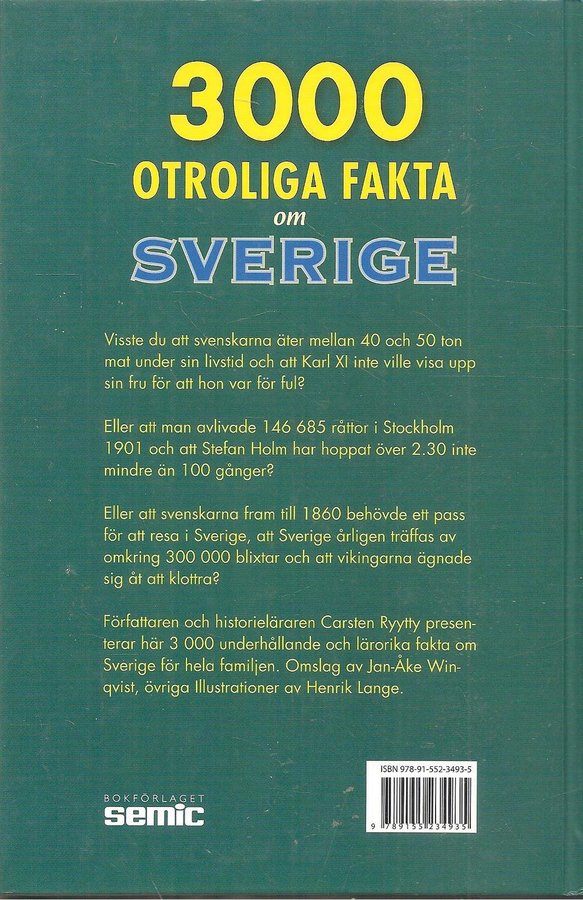 3000
OTROLIGA FAKTA
om
SVERIGE
Visste du att svenskarna äter mellan 40 och 50 ton
mat under sin livstid och att Karl XI inte ville visa upp
sin fru för att hon var för ful?
Eller att man avlivade 146 685 råttor i Stockholm
1901 och att Stefan Holm har hoppat över 2.30 inte
mindre än 100 gånger?
Eller att svenskarna fram till 1860 behövde ett pass
för att resa i Sverige, att Sverige årligen träffas av
omkring 300 000 blixtar och att vikingarna ägnade
sig åt att klottra?
Författaren och historieläraren Carsten Ryytty presen-
terar här 3 000 underhållande och lärorika fakta om
Sverige för hela familjen. Omslag av Jan-Åke Win-
qvist, övriga Illustrationer av Henrik Lange.
ISBN 978-91-552-3493-5
BOKFÖRLAGET
semic
9 789155 234935